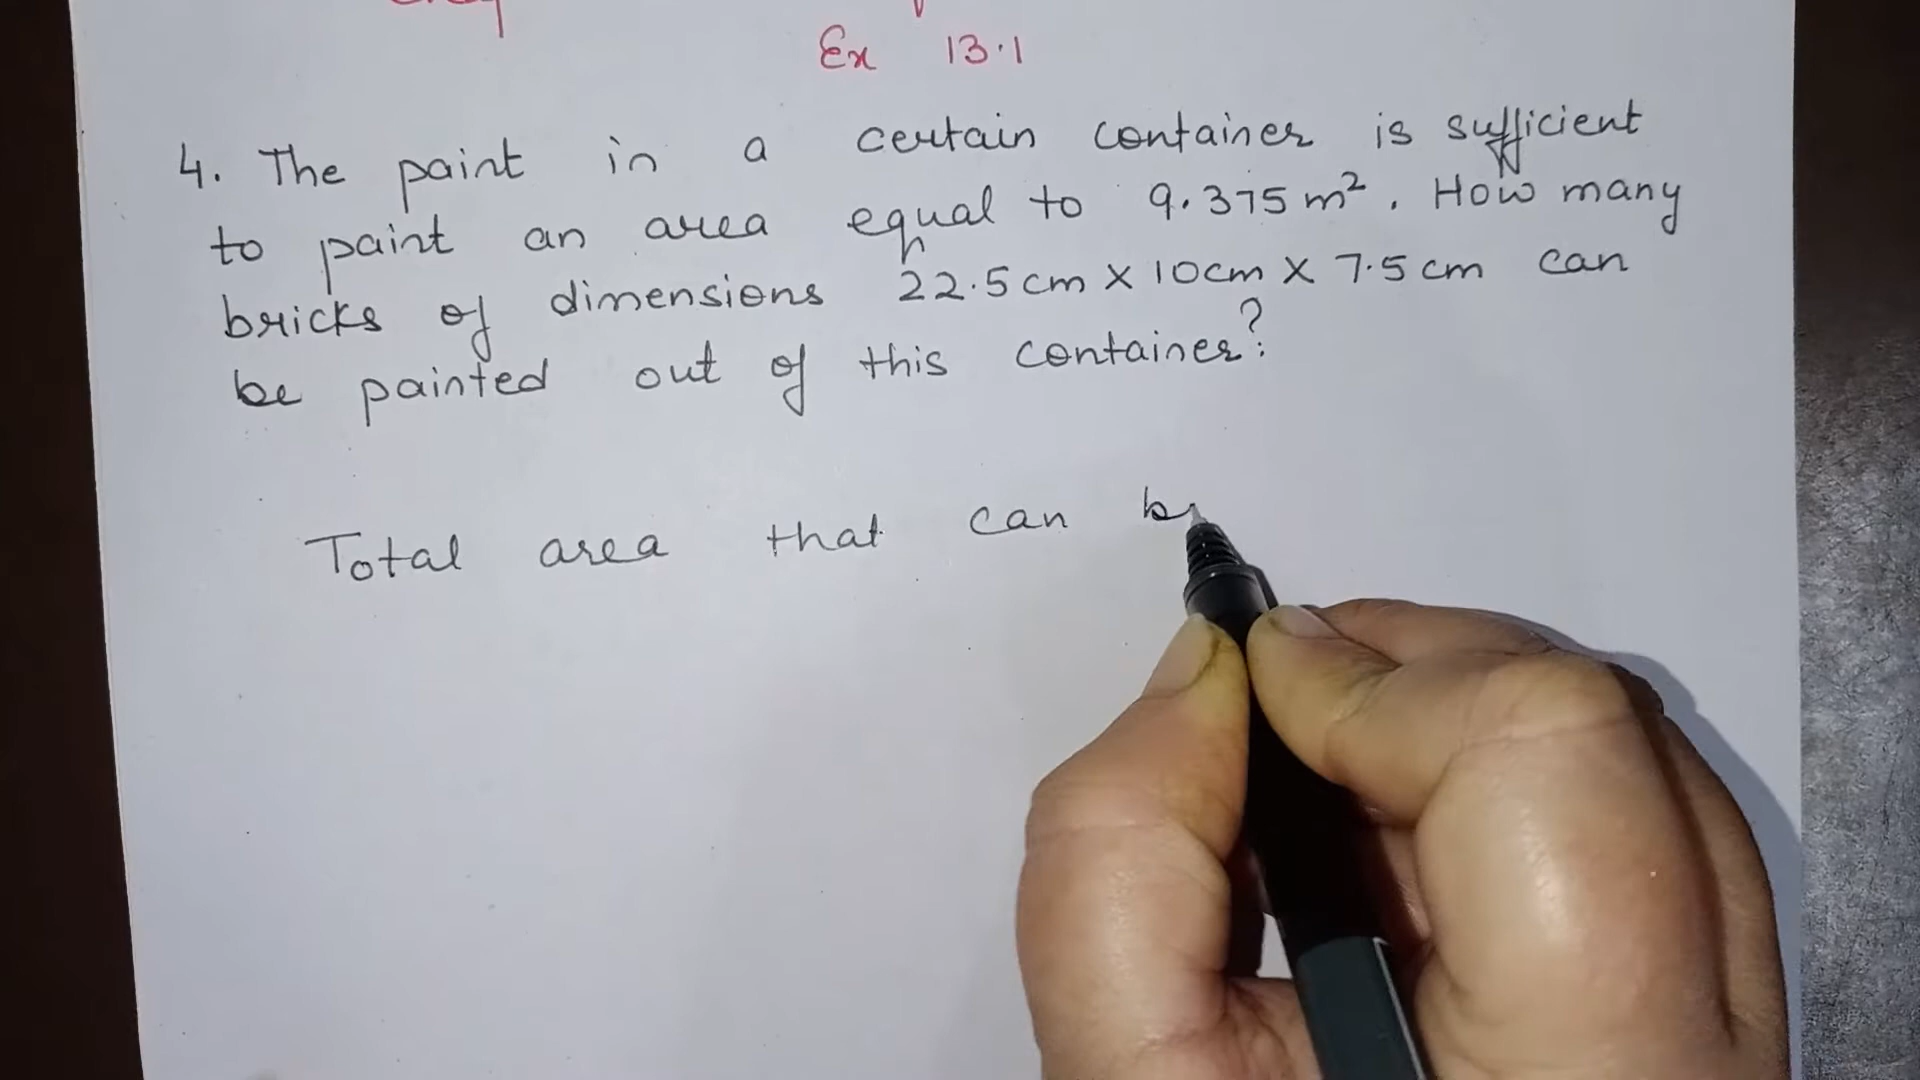 Ex 13.1
4. The paint in a certain container is sufficient
to paint an area equal to 9.375 m². How many
bricks of dimensions 22.5 cm X 10 cm X 7.5 cm can
be painted out of this container?
Total area that can